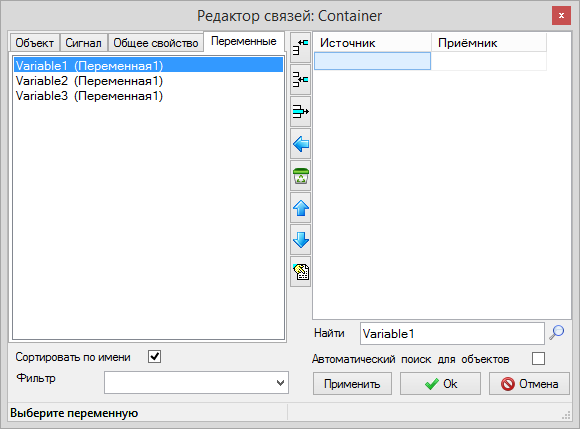 Редактор связей: Container
Объект Сигнал Общее свойство Переменные
Variable1 (Переменная1)
Variable2 (Переменная1)
Variable3 (Переменная1)
Источник Приёмник
Найти Variable1
Сортировать по имени
Автоматический поиск для объектов
Фильтр
Применить Ok Отмена
Выберите переменную